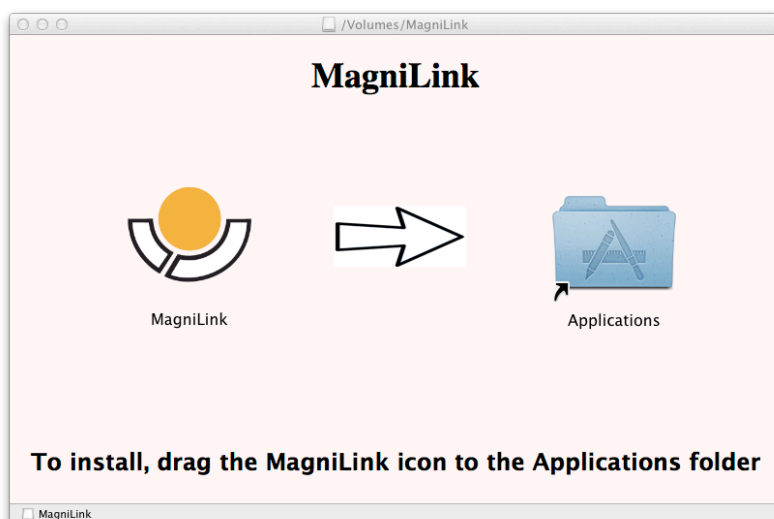 /Volumes/MagniLink
MagniLink
MagniLink
Applications
To install, drag the MagniLink icon to the Applications folder
MagniLink